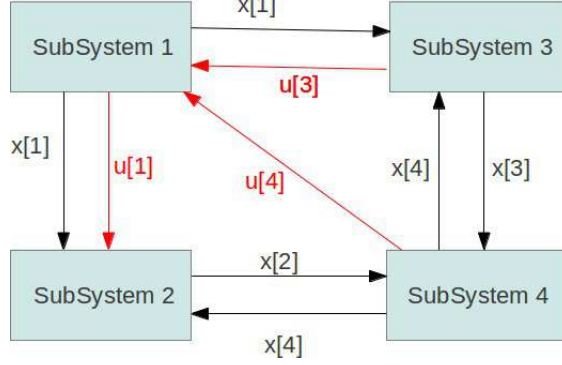 x[1]
SubSystem 1
SubSystem 3
u[3]
x[1]
u[1]
u[4]
x[4]
x[3]
SubSystem 2
x[2]
SubSystem 4
x[4]